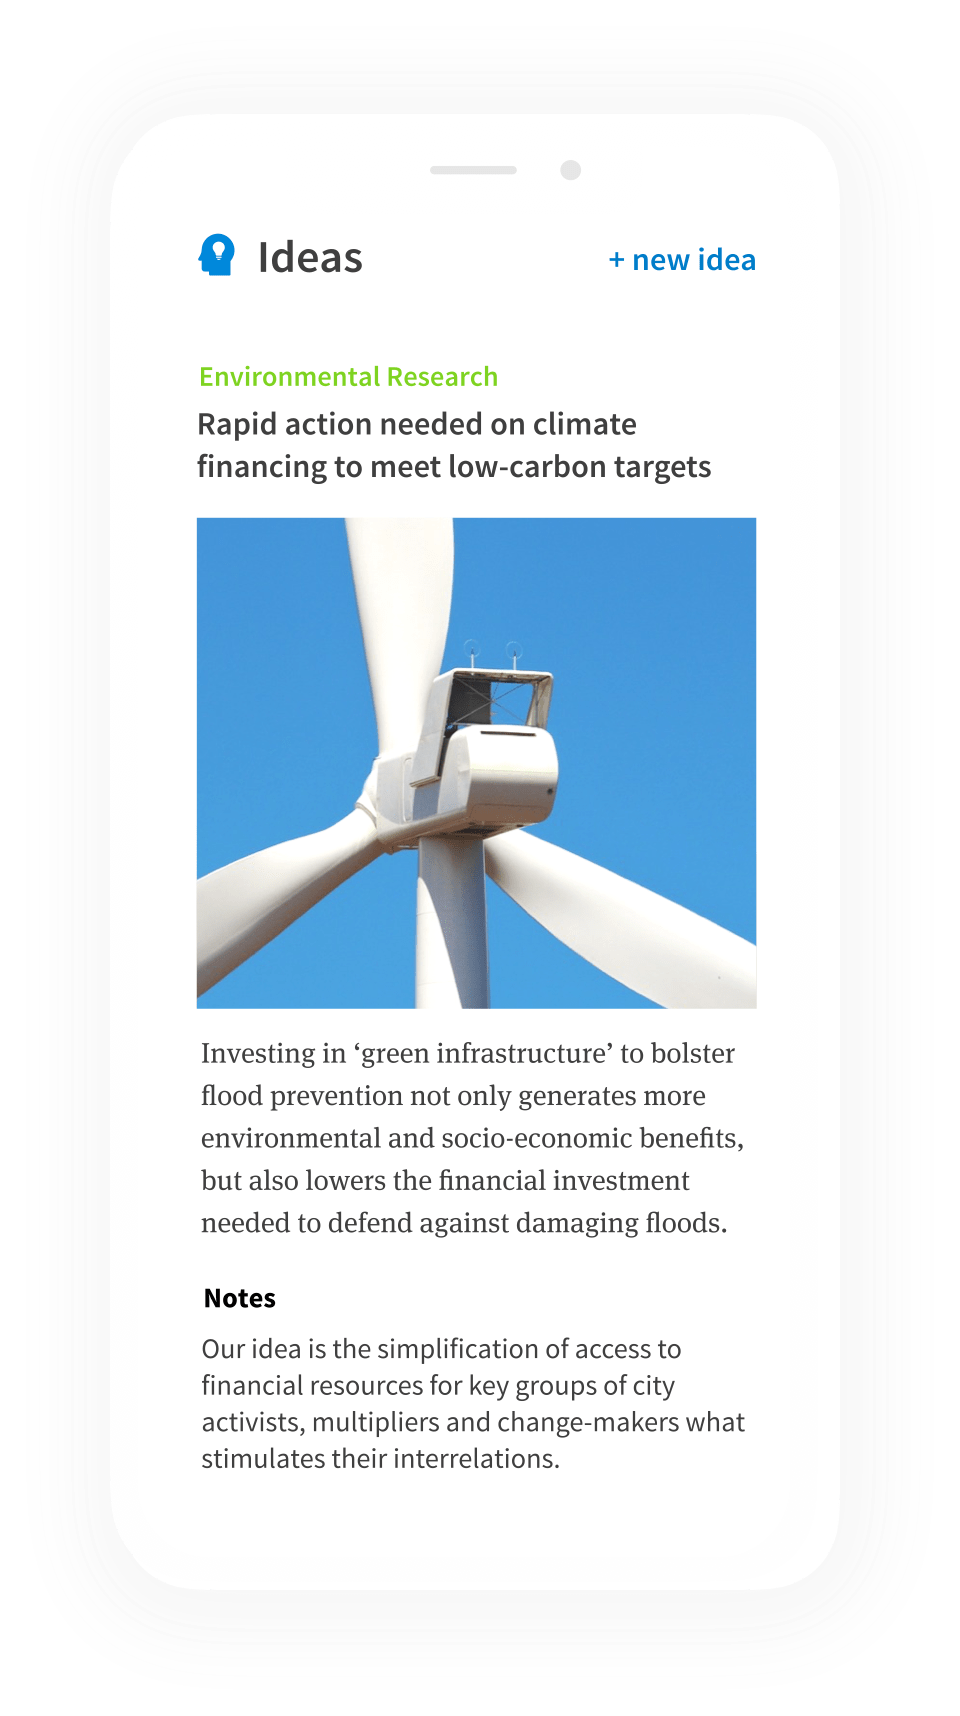 Ideas
+ new idea
Environmental Research
Rapid action needed on climate
financing to meet low-carbon targets
Investing in ‘green infrastructure’ to bolster
flood prevention not only generates more
environmental and socio-economic benefits,
but also lowers the financial investment
needed to defend against damaging floods.
Notes
Our idea is the simplification of access to
financial resources for key groups of city
activists, multipliers and change-makers what
stimulates their interrelations.